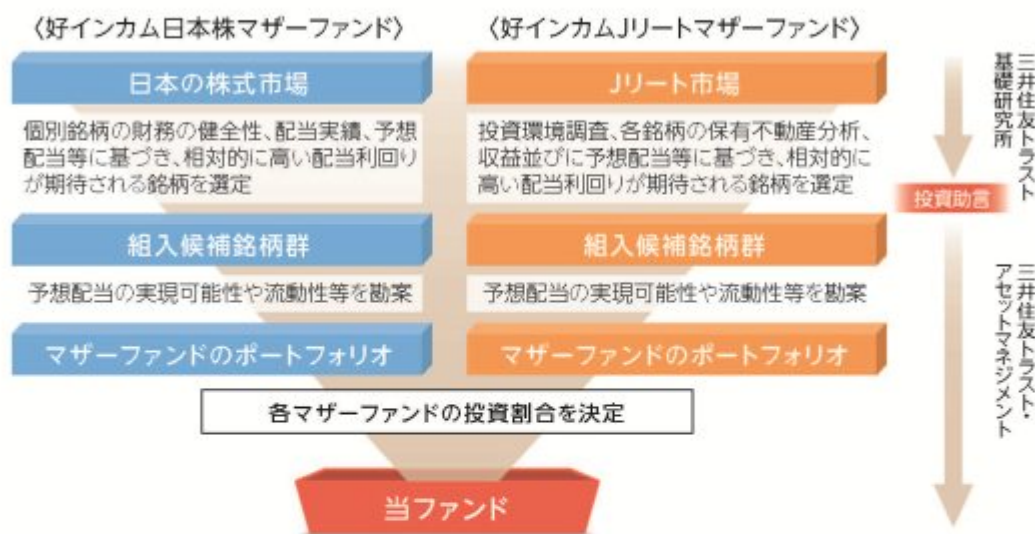 〈好インカム日本株マザーファンド〉
日本の株式市場
個別銘柄の財務の健全性、配当実績、予想
配当等に基づき、相対的に高い配当利回り
が期待される銘柄を選定
組入候補銘柄群
予想配当の実現可能性や流動性等を勘案
マザーファンドのポートフォリオ
〈好インカムJリートマザーファンド〉
Jリート市場
投資環境調査、各銘柄の保有不動産分析、
収益並びに予想配当等に基づき、相対的に
高い配当利回りが期待される銘柄を選定
組入候補銘柄群
予想配当の実現可能性や流動性等を勘案
マザーファンドのポートフォリオ
各マザーファンドの投資割合を決定
当ファンド
三井住友トラスト
基礎研究所
投資助言
三井住友トラスト・
アセットマネジメント